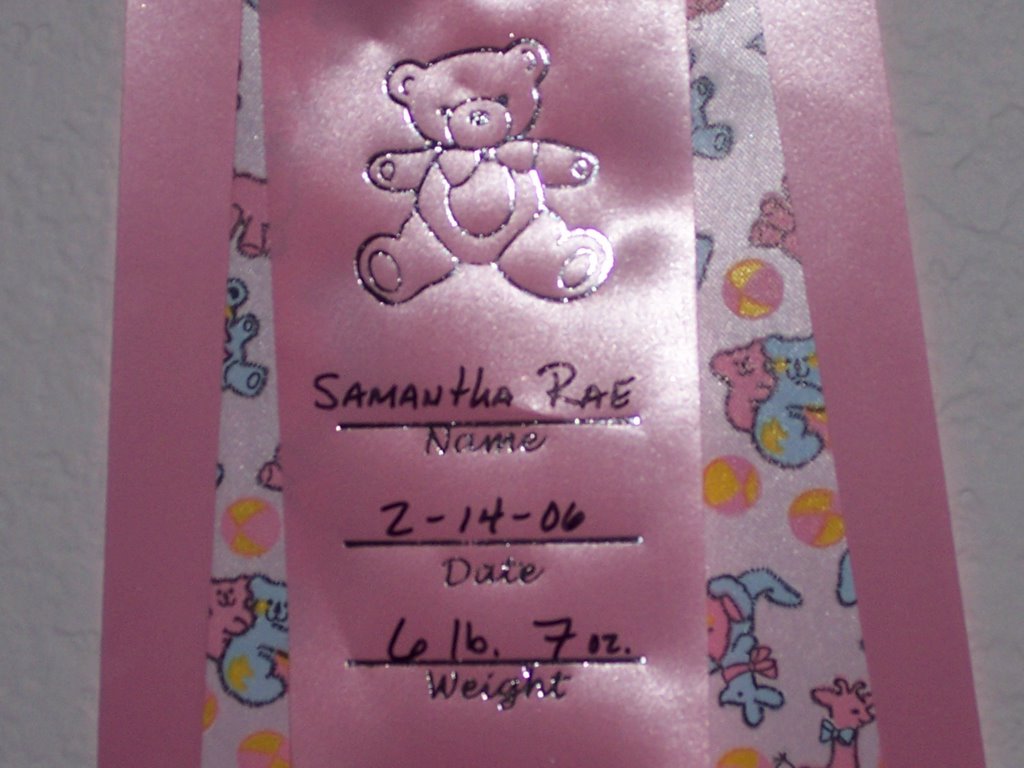 SAMANthA RAE
Name
2-14-06
Date
6 lb. 7 oz.
Weight